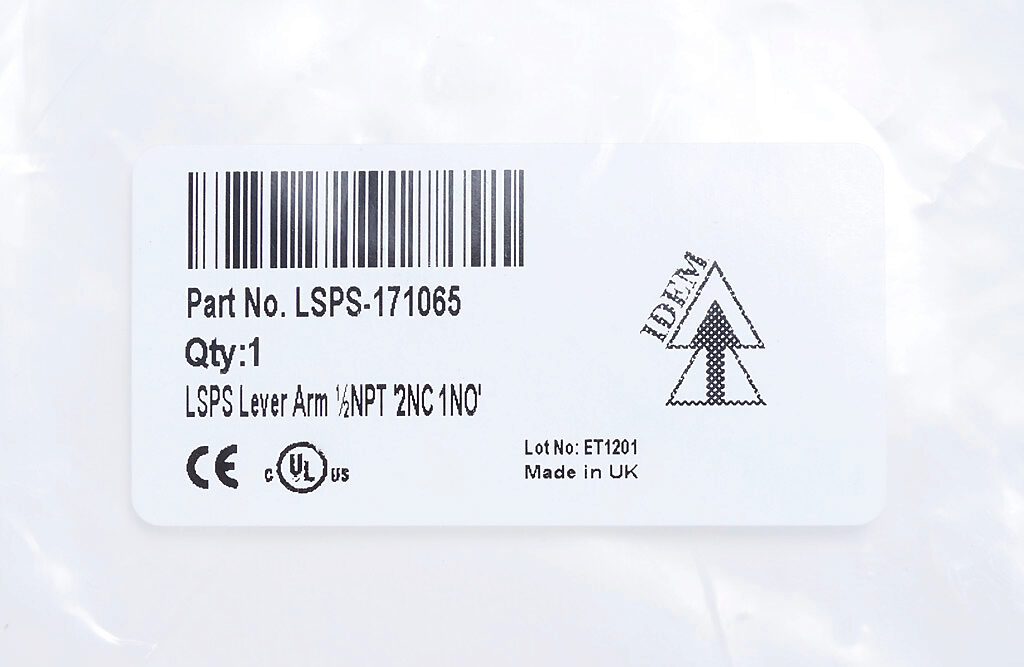 Part No. LSPS-171065
Qty:1
LSPS Lever Arm ½NPT '2NC 1NO'
IDEM
CE c UL us
Lot No: ET1201
Made in UK